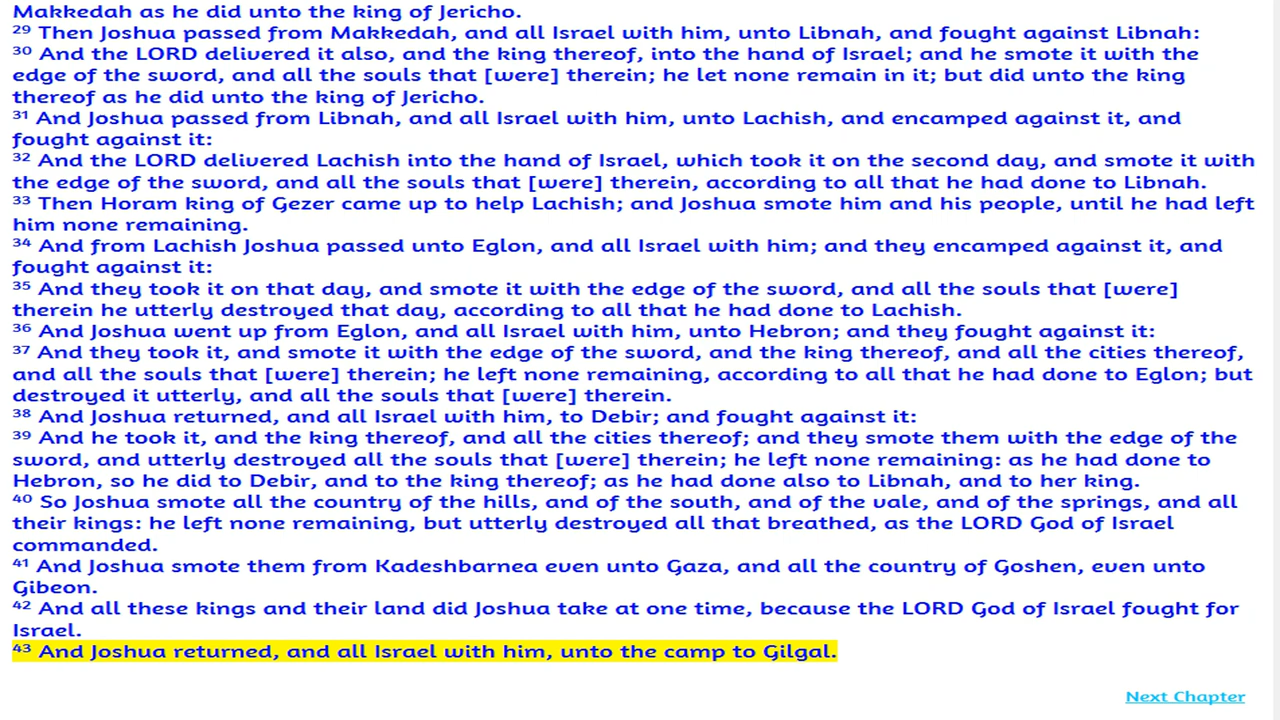 Makkedah as he did unto the king of Jericho.
²⁹ Then Joshua passed from Makkedah, and all Israel with him, unto Libnah, and fought against Libnah:
³⁰ And the LORD delivered it also, and the king thereof, into the hand of Israel; and he smote it with the
edge of the sword, and all the souls that [were] therein; he let none remain in it; but did unto the king
thereof as he did unto the king of Jericho.
³¹ And Joshua passed from Libnah, and all Israel with him, unto Lachish, and encamped against it, and
fought against it:
³² And the LORD delivered Lachish into the hand of Israel, which took it on the second day, and smote it with
the edge of the sword, and all the souls that [were] therein, according to all that he had done to Libnah.
³³ Then Horam king of Gezer came up to help Lachish; and Joshua smote him and his people, until he had left
him none remaining.
³⁴ And from Lachish Joshua passed unto Eglon, and all Israel with him; and they encamped against it, and
fought against it:
³⁵ And they took it on that day, and smote it with the edge of the sword, and all the souls that [were]
therein he utterly destroyed that day, according to all that he had done to Lachish.
³⁶ And Joshua went up from Eglon, and all Israel with him, unto Hebron; and they fought against it:
³⁷ And they took it, and smote it with the edge of the sword, and the king thereof, and all the cities thereof,
and all the souls that [were] therein; he left none remaining, according to all that he had done to Eglon; but
destroyed it utterly, and all the souls that [were] therein.
³⁸ And Joshua returned, and all Israel with him, to Debir; and fought against it:
³⁹ And he took it, and the king thereof, and all the cities thereof; and they smote them with the edge of the
sword, and utterly destroyed all the souls that [were] therein; he left none remaining: as he had done to
Hebron, so he did to Debir, and to the king thereof; as he had done also to Libnah, and to her king.
⁴⁰ So Joshua smote all the country of the hills, and of the south, and of the vale, and of the springs, and all
their kings: he left none remaining, but utterly destroyed all that breathed, as the LORD God of Israel
commanded.
⁴¹ And Joshua smote them from Kadeshbarnea even unto Gaza, and all the country of Goshen, even unto
Gibeon.
⁴² And all these kings and their land did Joshua take at one time, because the LORD God of Israel fought for
Israel.
⁴³ And Joshua returned, and all Israel with him, unto the camp to Gilgal.
Next Chapter